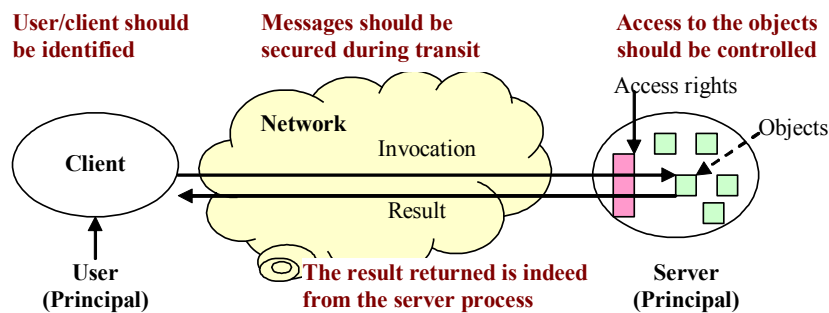 User/client should
be identified
Messages should be
secured during transit
Access to the objects
should be controlled
Access rights
Network
Objects
Client
Invocation
Result
User
(Principal)
The result returned is indeed
from the server process
Server
(Principal)